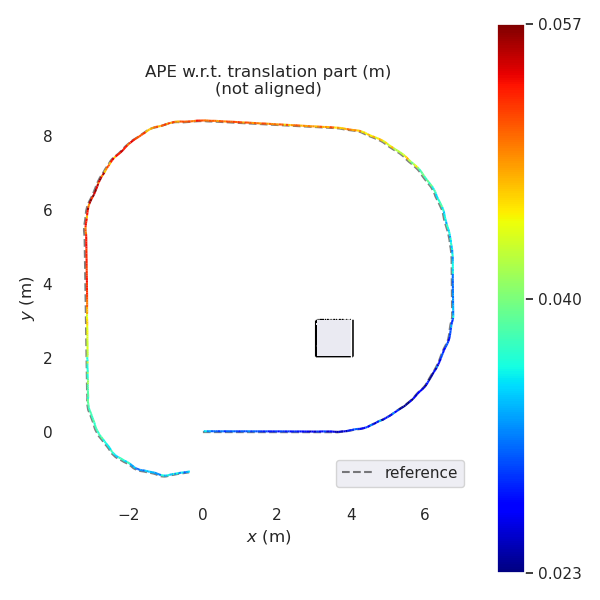 APE w.r.t. translation part (m)
(not aligned)
0.057
0.040
0.023
8
6
4
2
0
y (m)
−2
0
2
4
6
x (m)
reference